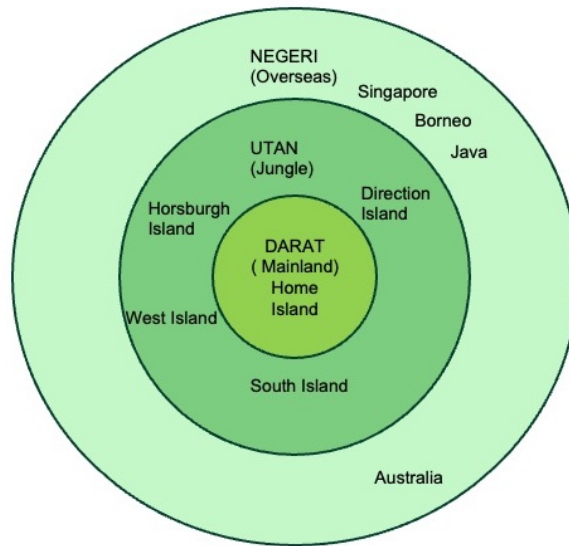 NEGERI
(Overseas)
Singapore
Borneo
Java
UTAN
(Jungle)
Direction
Island
Horsburgh
Island
DARAT
( Mainland)
Home
Island
West Island
South Island
Australia